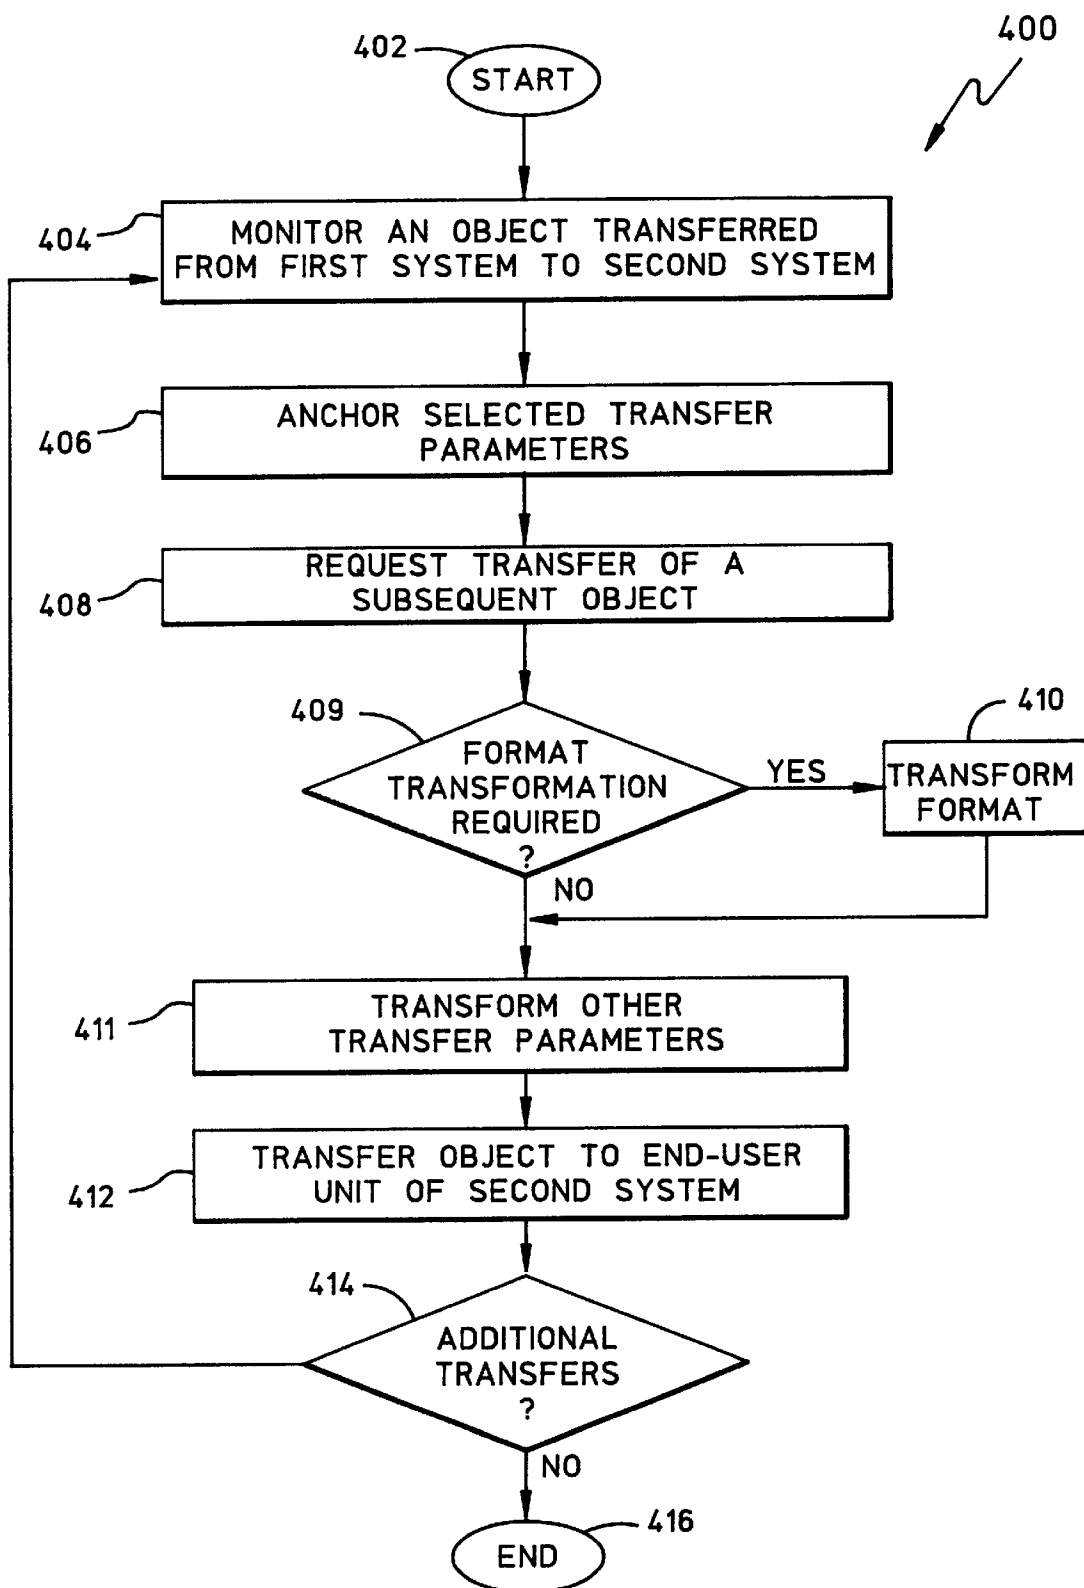 400
402
START
404
MONITOR AN OBJECT TRANSFERRED
FROM FIRST SYSTEM TO SECOND SYSTEM
406
ANCHOR SELECTED TRANSFER
PARAMETERS
408
REQUEST TRANSFER OF A
SUBSEQUENT OBJECT
409
FORMAT
TRANSFORMATION
REQUIRED
?
YES
410
TRANSFORM
FORMAT
NO
411
TRANSFORM OTHER
TRANSFER PARAMETERS
412
TRANSFER OBJECT TO END-USER
UNIT OF SECOND SYSTEM
414
ADDITIONAL
TRANSFERS
?
NO
416
END